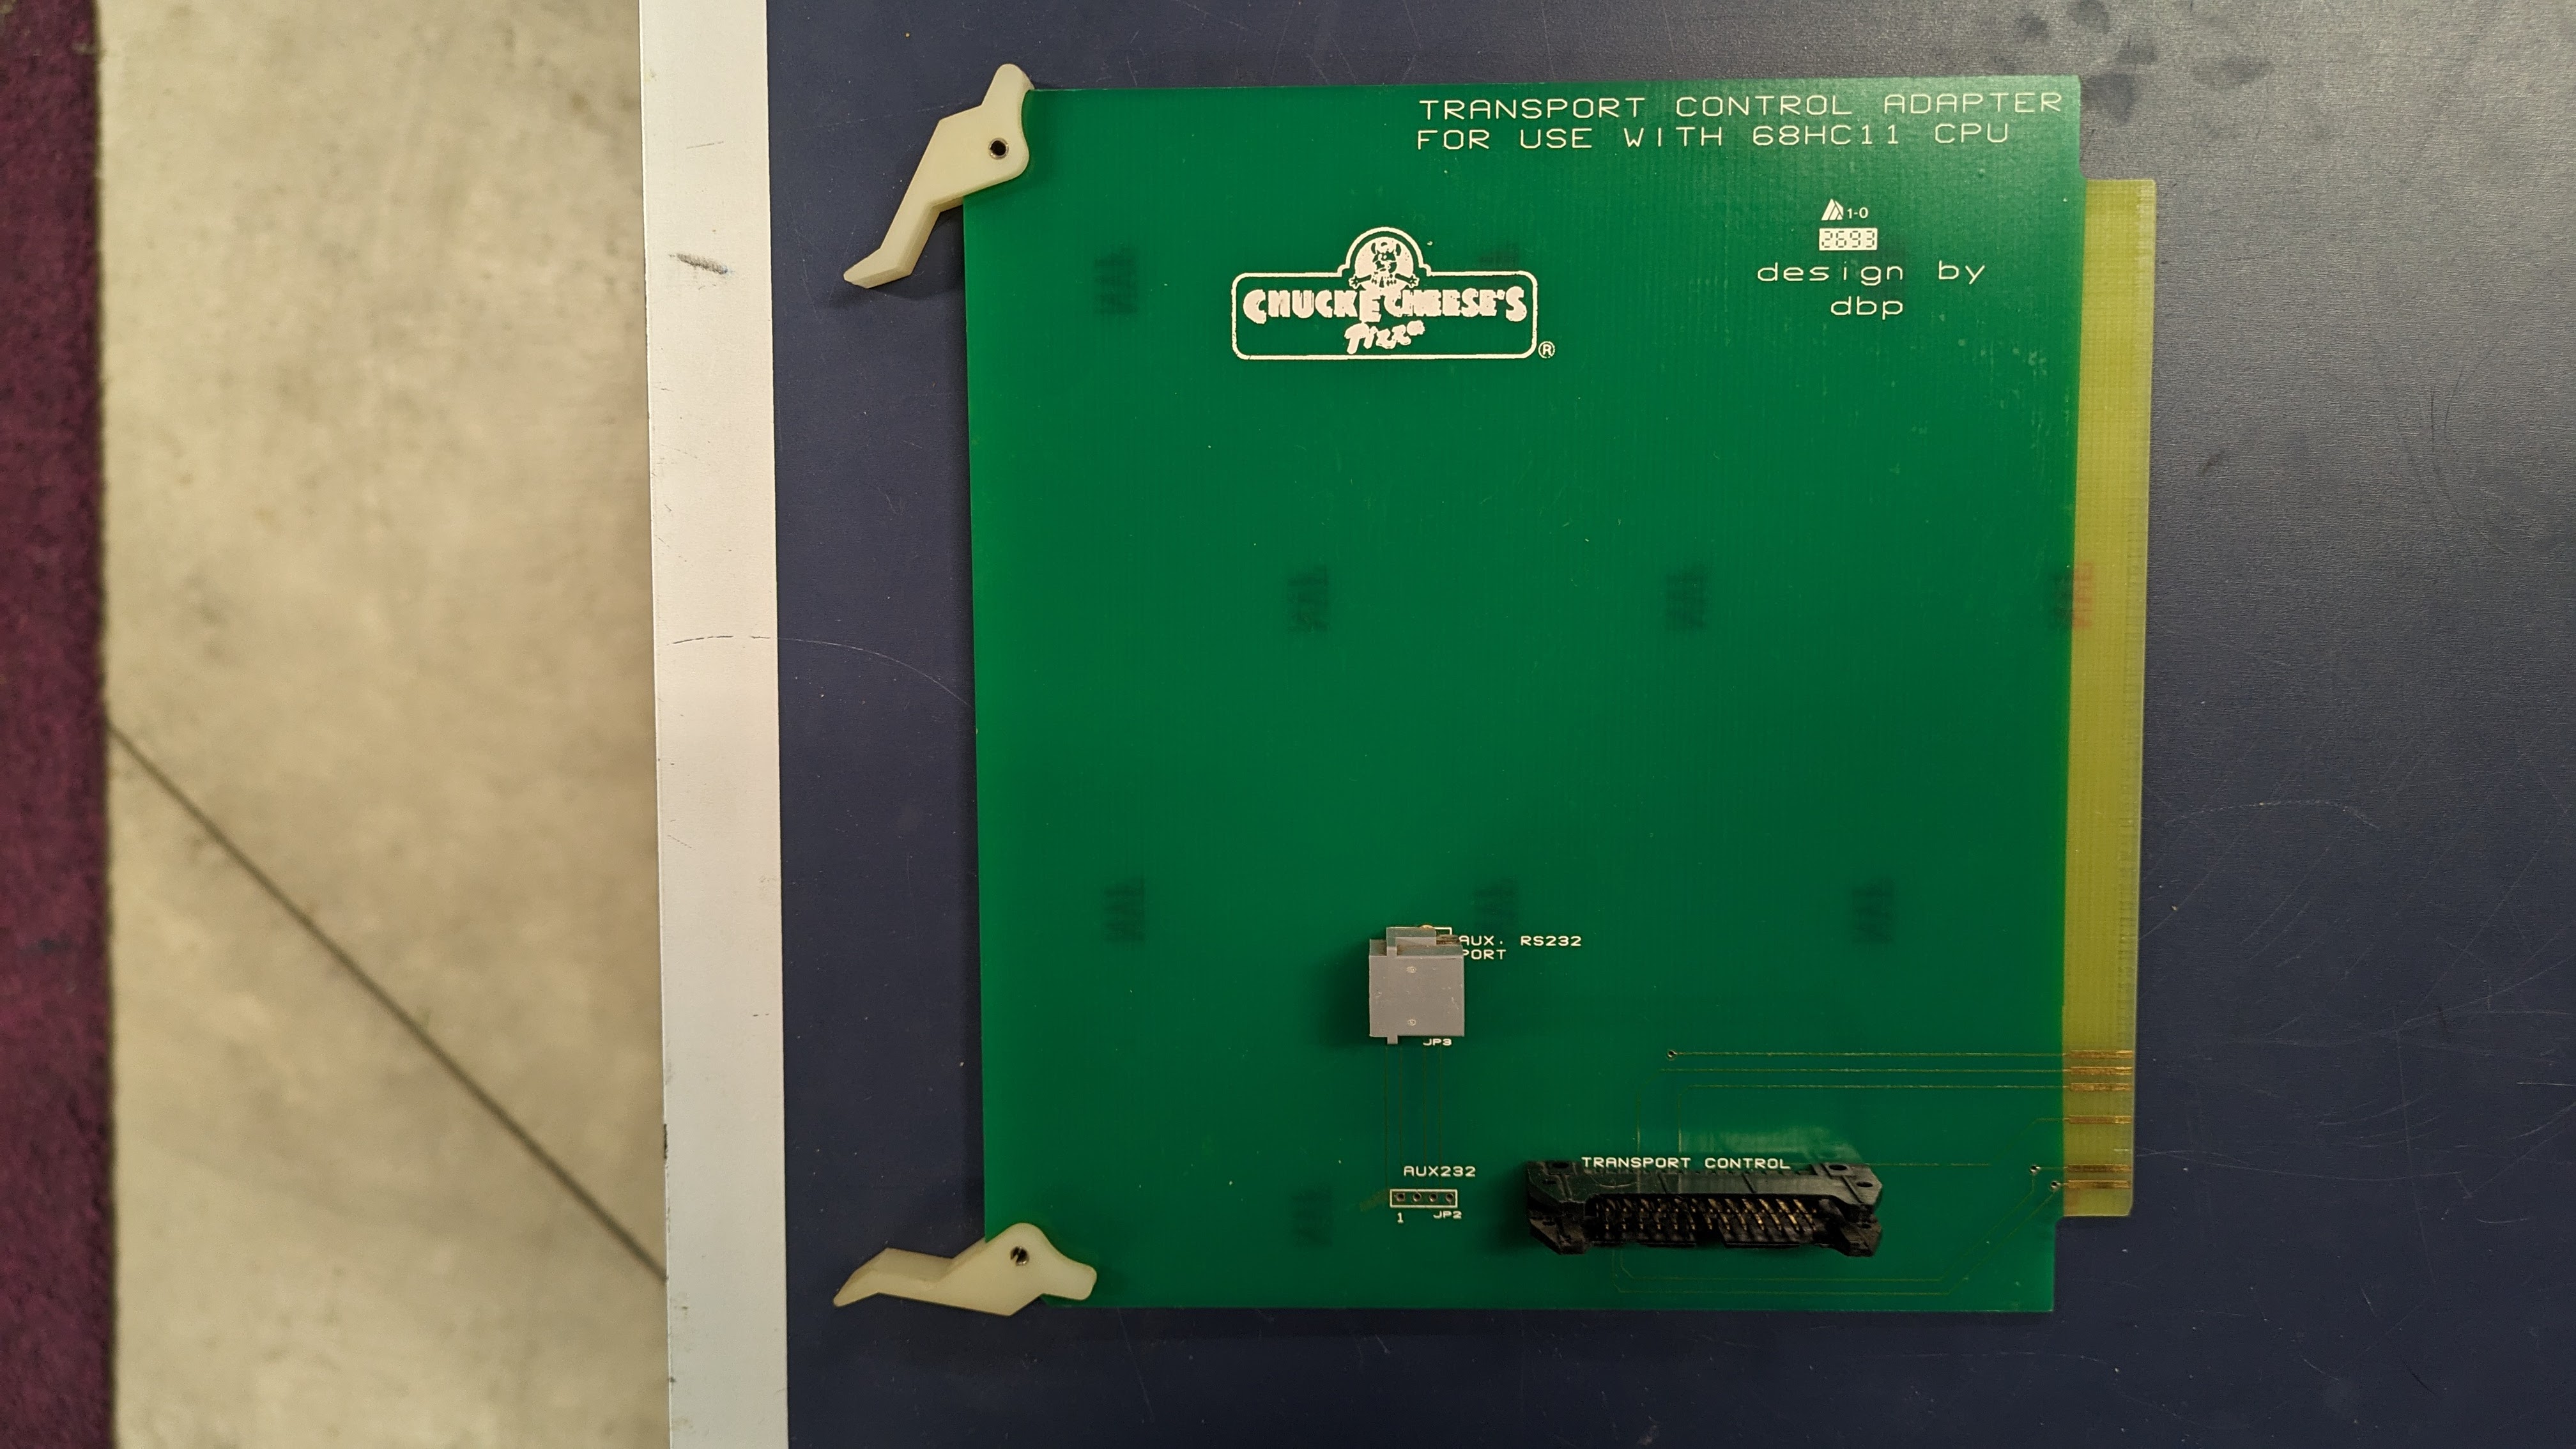 TRANSPORT CONTROL ADAPTER
FOR USE WITH 68HC11 CPU
1-0
2693
design by
dbp
CHUCK E CHEESE'S
Pizza
®
AUX. RS232
PORT
JP3
AUX232
1 JP2
TRANSPORT CONTROL